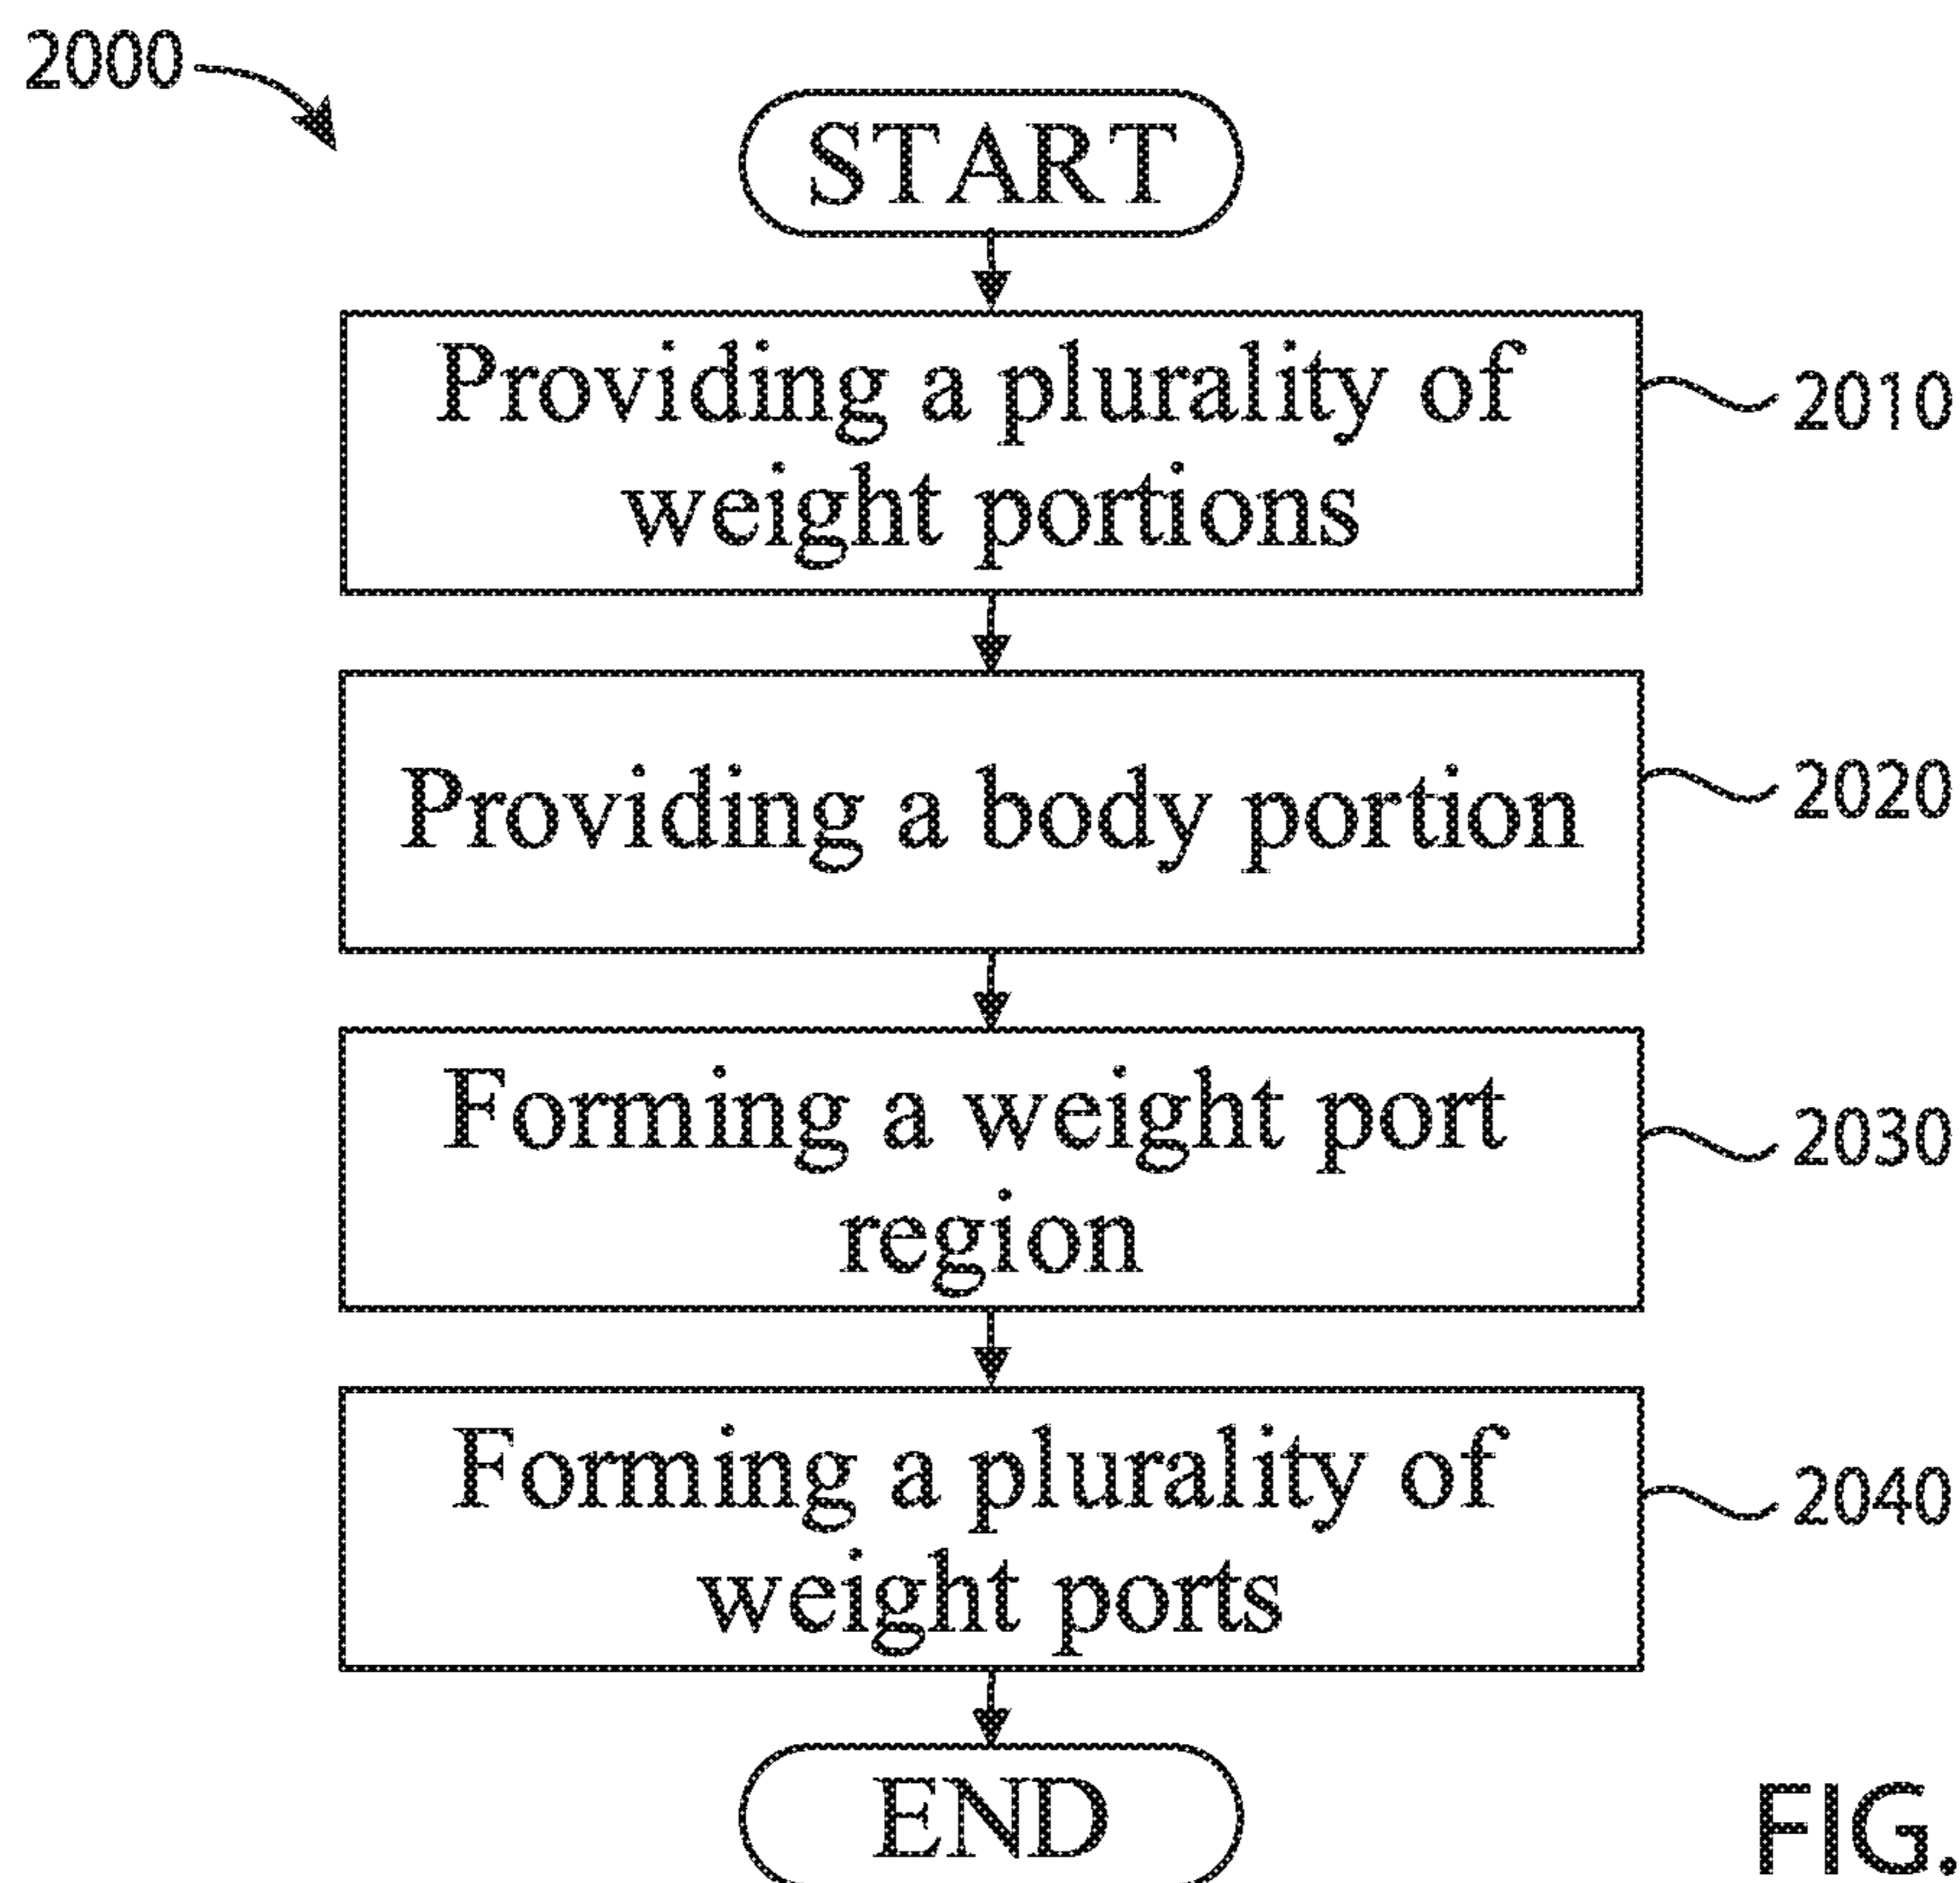 2000
START
Providing a plurality of
weight portions
2010
Providing a body portion
2020
Forming a weight port
region
2030
Forming a plurality of
weight ports
2040
END
FIG.